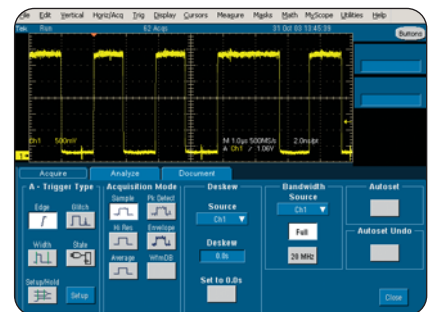 File Edit Vertical Horiz/Acq Trig Display Cursors Measure Masks Math MyScope Utilities Help
Tek Run 62 Acqs 31 Oct 03 13:45:39 Buttons
Ch1 500mV M 1.0µs 500MS/s 2.0ns/pt
A Ch1 / 1.06V
1
Acquire Analyze Document
A - Trigger Type Acquisition Mode Deskew Bandwidth Autoset
Edge Glitch Sample Pk Detect Source Source
Ch1 Ch1
Hi Res Envelope Full Autoset Undo
Width State Deskew
Average WfmDB 0.0s 20 MHz
Setup/Hold Set to 0.0s
Setup Close